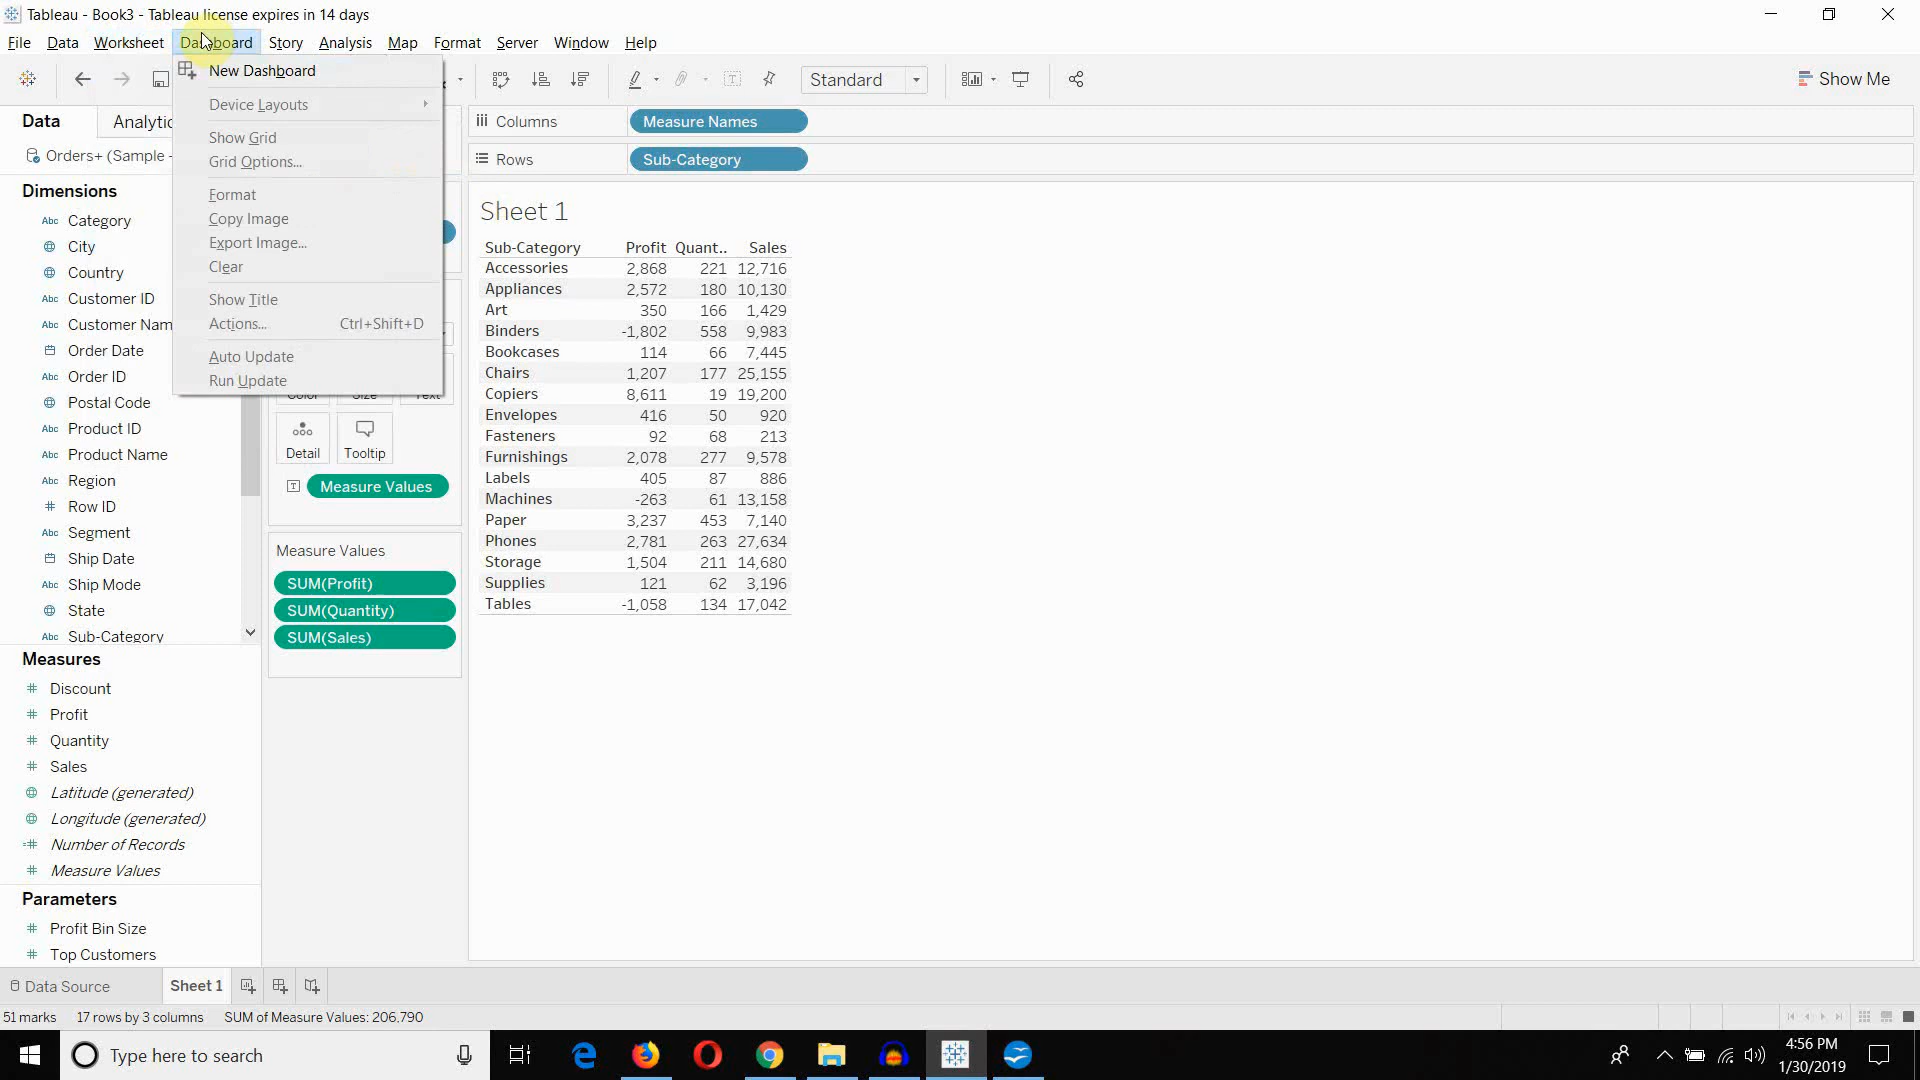 Tableau - Book3 - Tableau license expires in 14 days
File Data Worksheet Dashboard Story Analysis Map Format Server Window Help
New Dashboard
Device Layouts
Show Grid
Grid Options...
Format
Copy Image
Export Image...
Clear
Show Title
Actions... Ctrl+Shift+D
Auto Update
Run Update
Standard
Show Me
Data
Orders+ (Sample -
Dimensions
Abc Category
City
Country
Abc Customer ID
Abc Customer Nam
Order Date
Abc Order ID
Postal Code
Abc Product ID
Abc Product Name
Abc Region
# Row ID
Abc Segment
Ship Date
Abc Ship Mode
State
Abc Sub-Category
Measures
# Discount
# Profit
# Quantity
# Sales
Latitude (generated)
Longitude (generated)
=# Number of Records
# Measure Values
Parameters
# Profit Bin Size
# Top Customers
Detail Tooltip
T Measure Values
Measure Values
SUM(Profit)
SUM(Quantity)
SUM(Sales)
Columns Measure Names
Rows Sub-Category
Sheet 1
Sub-Category Profit Quant.. Sales
Accessories 2,868 221 12,716
Appliances 2,572 180 10,130
Art 350 166 1,429
Binders -1,802 558 9,983
Bookcases 114 66 7,445
Chairs 1,207 177 25,155
Copiers 8,611 19 19,200
Envelopes 416 50 920
Fasteners 92 68 213
Furnishings 2,078 277 9,578
Labels 405 87 886
Machines -263 61 13,158
Paper 3,237 453 7,140
Phones 2,781 263 27,634
Storage 1,504 211 14,680
Supplies 121 62 3,196
Tables -1,058 134 17,042
Data Source Sheet 1
51 marks 17 rows by 3 columns SUM of Measure Values: 206,790
Type here to search
4:56 PM
1/30/2019